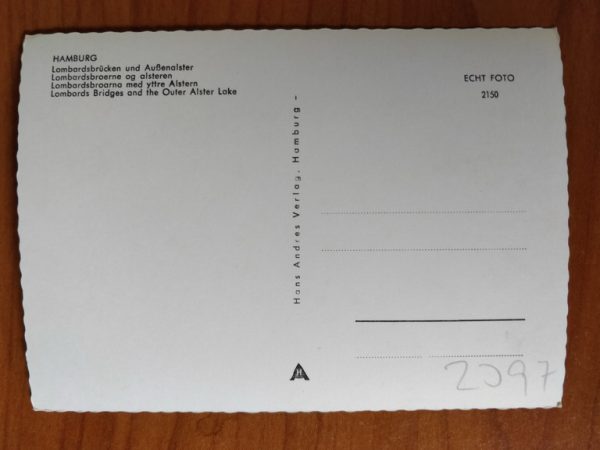 HAMBURG
Lombardsbrücken und Außenalster
Lombardsbroerne og alsteren
Lombardsbroarna med yttre Alstern
Lombards Bridges and the Outer Alster Lake
ECHT FOTO
2150
Hans Andres Verlag, Hamburg -
H
2097